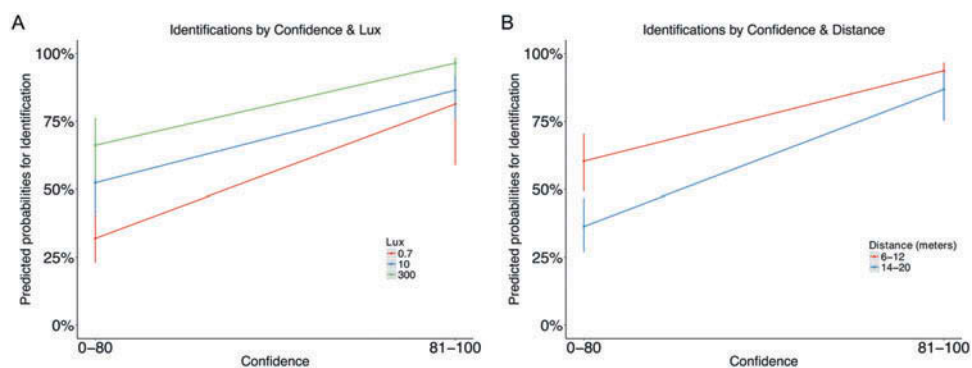 A
Identifications by Confidence & Lux
Predicted probabilities for Identification
100%
75%
50%
25%
0%
Lux
0.7
10
300
0–80
81–100
Confidence
B
Identifications by Confidence & Distance
Predicted probabilities for Identification
100%
75%
50%
25%
0%
Distance (meters)
6–12
14–20
0–80
81–100
Confidence